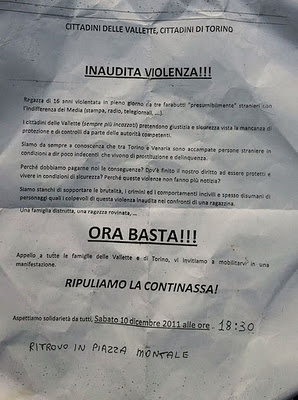 CITTADINI DELLE VALLETTE, CITTADINI DI TORINO
INAUDITA VIOLENZA!!!
Ragazza di 16 anni violentata in pieno giorno da tre farabutti "presumibilmente" stranieri con
l'indifferenza dei Media (stampa, radio, telegiornali, ...).
I cittadini delle Vallette (sempre più incazzati) pretendono giustizia e sicurezza vista la mancanza di
protezione e di controlli da parte delle autorità competenti.
Siamo da sempre a conoscenza che tra Torino e Venaria sono accampate persone straniere in
condizioni a dir poco indecenti che vivono di prostituzione e delinquenza.
Perché dobbiamo pagarne noi le conseguenze? Dov'è finito il nostro diritto ad essere protetti e
vivere in condizioni di sicurezza? Perché queste violenze non fanno più notizia?
Siamo stanchi di sopportare le brutalità, i crimini ed i comportamenti incivili e spesso disumani di
personaggi quali i colpevoli di questa violenza inaudita nei confronti di una ragazzina.
Una famiglia distrutta, una ragazza rovinata, ...
ORA BASTA!!!
Appello a tutte le famiglie delle Vallette e di Torino, vi invitiamo a mobilitarvi in una
manifestazione.
RIPULIAMO LA CONTINASSA!
Aspettiamo solidarietà da tutti, Sabato 10 dicembre 2011 alle ore. 18:30
RITROVO IN PIAZZA MONTALE